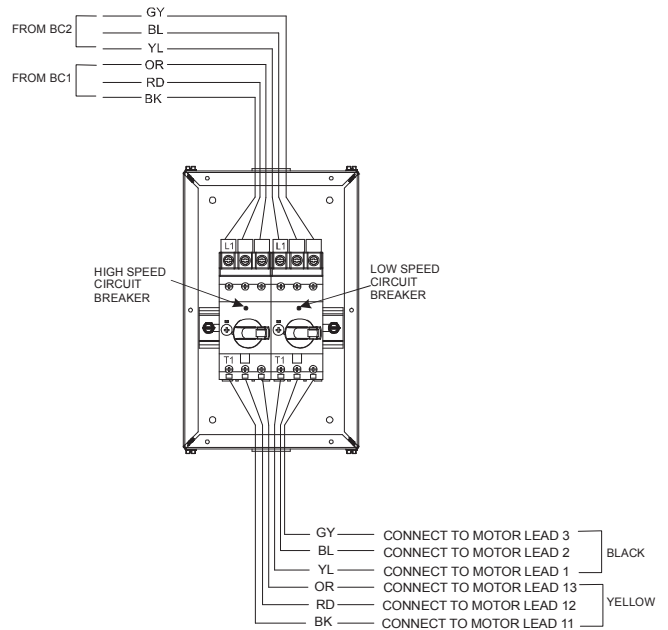 GY
FROM BC2
BL
YL
OR
FROM BC1
RD
BK
L1 L1
HIGH SPEED
CIRCUIT
BREAKER
LOW SPEED
CIRCUIT
BREAKER
T1 T1
GY CONNECT TO MOTOR LEAD 3
BL CONNECT TO MOTOR LEAD 2
BLACK
YL CONNECT TO MOTOR LEAD 1
OR CONNECT TO MOTOR LEAD 13
RD CONNECT TO MOTOR LEAD 12
YELLOW
BK CONNECT TO MOTOR LEAD 11